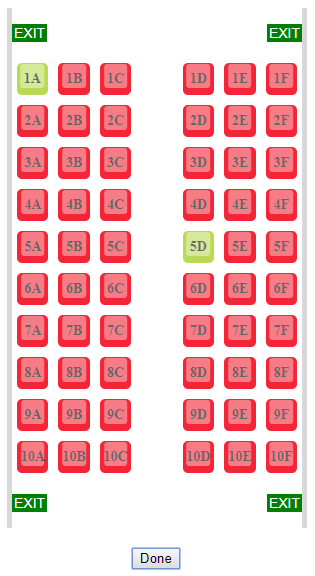 EXIT EXIT
1A 1B 1C 1D 1E 1F
2A 2B 2C 2D 2E 2F
3A 3B 3C 3D 3E 3F
4A 4B 4C 4D 4E 4F
5A 5B 5C 5D 5E 5F
6A 6B 6C 6D 6E 6F
7A 7B 7C 7D 7E 7F
8A 8B 8C 8D 8E 8F
9A 9B 9C 9D 9E 9F
10A 10B 10C 10D 10E 10F
EXIT EXIT
Done